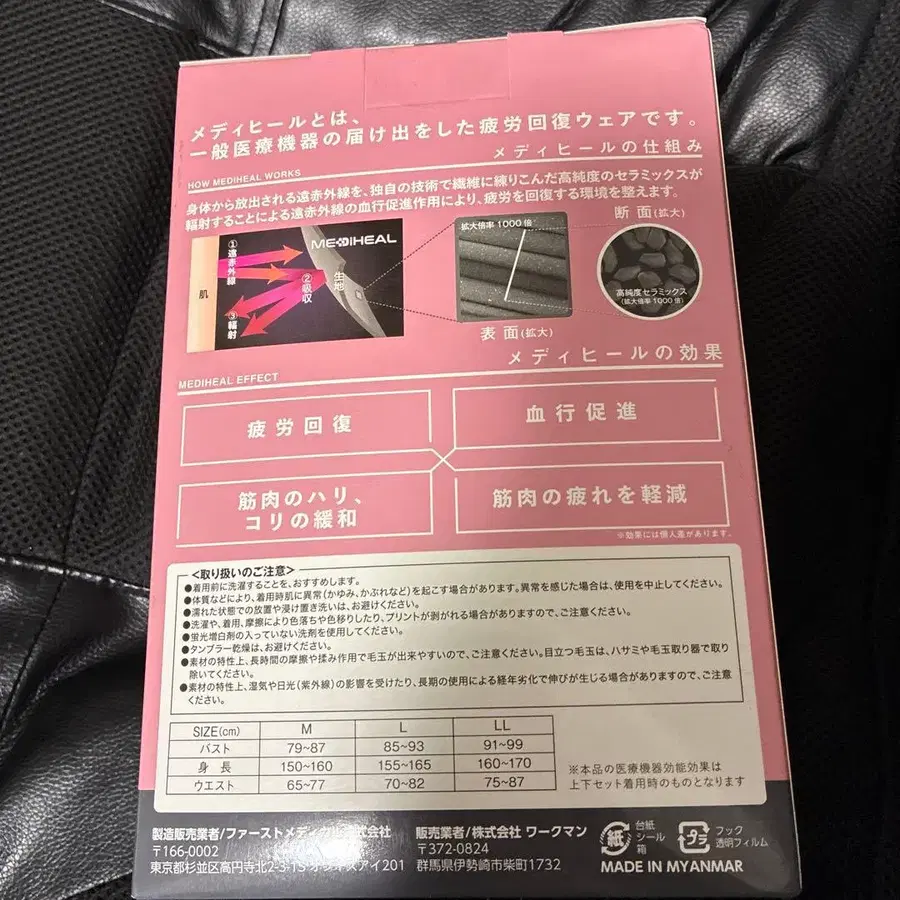 メディヒールとは、
一般医療機器の届け出をした疲労回復ウェアです。
メディヒールの仕組み
HOW MEDIHEAL WORKS
身体から放出される遠赤外線を、独自の技術で繊維に練りこんだ高純度のセラミックスが
輻射することによる遠赤外線の血行促進作用により、疲労を回復する環境を整えます。
断面(拡大)
肌
①遠赤外線
②吸収
③輻射
生地
MEDIHEAL
拡大倍率1000倍
高純度セラミックス
(拡大倍率1000倍)
表面(拡大)
メディヒールの効果
MEDIHEAL EFFECT
疲労回復
血行促進
筋肉のハリ、
コリの緩和
筋肉の疲れを軽減
※効果には個人差があります。
<取り扱いのご注意>
●着用前に洗濯することを、おすすめします。
●体質などにより、着用時肌に異常(かゆみ、かぶれなど)を起こす場合があります。異常を感じた場合は、使用を中止してください。
●濡れた状態での放置や浸け置き洗いは、お避けください。
●洗濯や、着用、摩擦により色落ちや色移りしたり、プリントが剥がれる場合がありますので、ご注意ください。
●蛍光増白剤の入っていない洗剤を使用してください。
●タンブラー乾燥は、お避けください。
●素材の特性上、長時間の摩擦や揉み作用で毛玉が出来やすいので、ご注意ください。目立つ毛玉は、ハサミや毛玉取り器で取り
除いてください。
●素材の特性上、湿気や日光(紫外線)の影響を受けたり、長期の使用による経年劣化で伸びが生じる場合がありますので、ご注意
ください。
SIZE(cm) M L LL
バスト 79~87 85~93 91~99
身長 150~160 155~165 160~170
ウエスト 65~77 70~82 75~87
※本品の医療機器効能効果は
上下セット着用時のものとなります
製造販売業者/ファーストメディカル株式会社
〒166-0002
東京都杉並区高円寺北2-3-1S オックスアイ201
販売業者/株式会社 ワークマン
〒372-0824
群馬県伊勢崎市柴町1732
紙
台紙
シール
箱
プラ
フック
透明フィルム
MADE IN MYANMAR